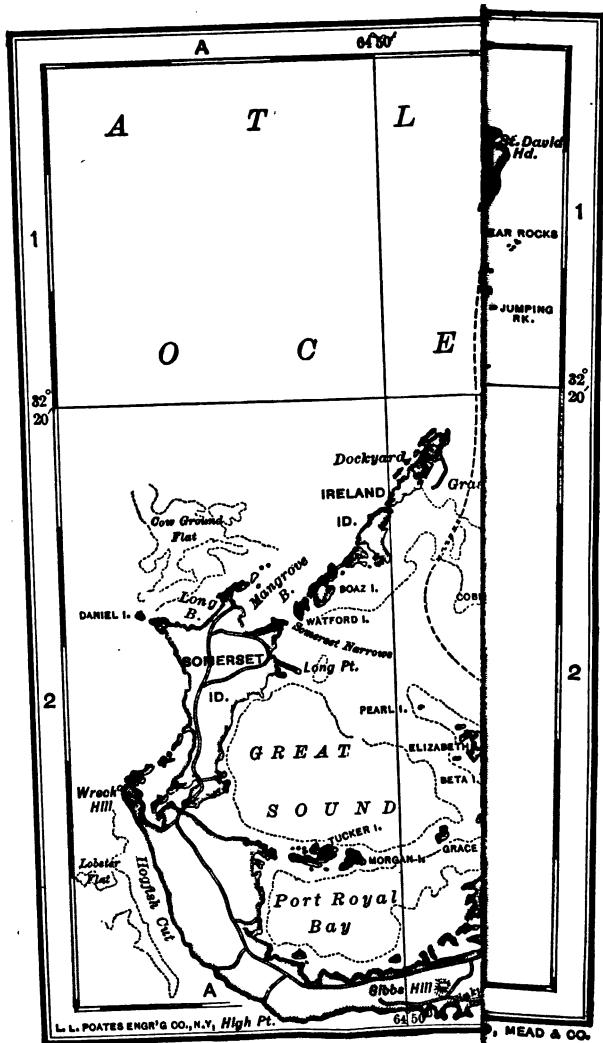 A
64° 50'
A T L
St. David
Hd.
1
1
EAR ROCKS
JUMPING
RK.
O C E
32°
20'
32°
20'
Dockyard
IRELAND
ID.
Gras
Cow Ground
Flat
Mangrove
B.
Long
B.
BOAZ I.
DANIEL I.
WATFORD I.
COBB
Somerset Narrows
SOMERSET
ID.
Long Pt.
2
2
PEARL I.
GREAT
SOUND
ELIZABETH
BETA I.
Wreck
Hill
TUCKER I.
MORGAN I.
GRACE
Lobster
Flat
Hogfish Cut
Port Royal
Bay
A
Gibbs Hill
L. L. POATES ENGR'G CO., N.Y.
High Pt.
64° 50'
, MEAD & CO.